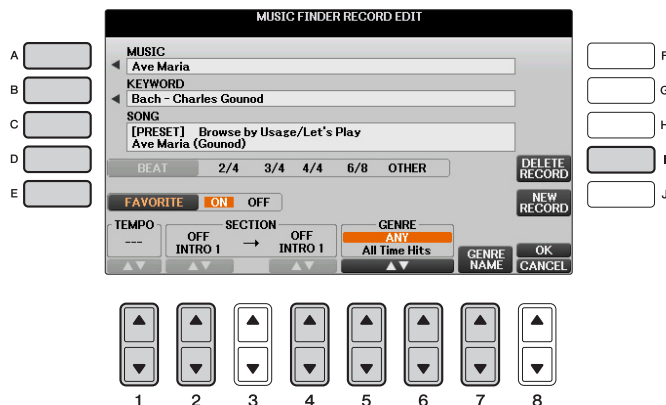 MUSIC FINDER RECORD EDIT
MUSIC
Ave Maria
KEYWORD
Bach - Charles Gounod
SONG
[PRESET] Browse by Usage/Let's Play
Ave Maria (Gounod)
BEAT 2/4 3/4 4/4 6/8 OTHER
DELETE
RECORD
FAVORITE ON OFF
NEW
RECORD
TEMPO
---
SECTION
OFF
INTRO 1
→
OFF
INTRO 1
GENRE
ANY
All Time Hits
GENRE
NAME
OK
CANCEL
A
B
C
D
E
F
G
H
I
J
1 2 3 4 5 6 7 8